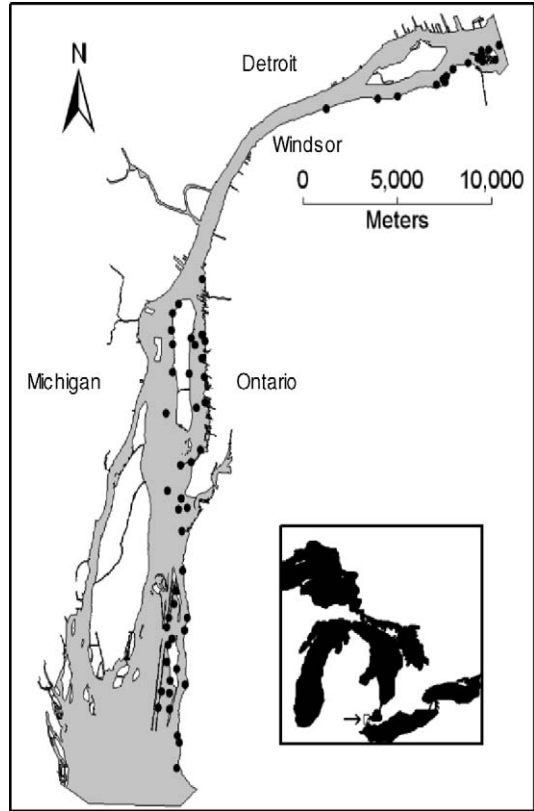 N
Detroit
Windsor
0 5,000 10,000
Meters
Michigan
Ontario